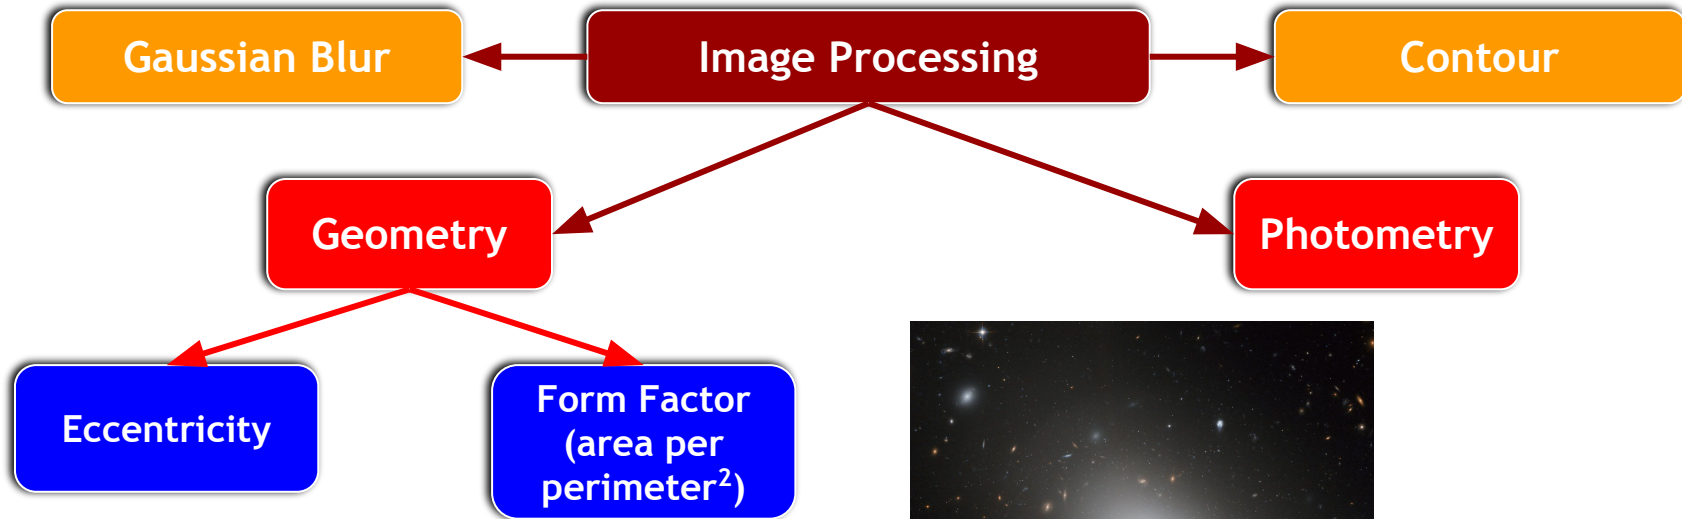 Gaussian Blur
Image Processing
Contour
Geometry
Photometry
Eccentricity
Form Factor
(area per
perimeter²)